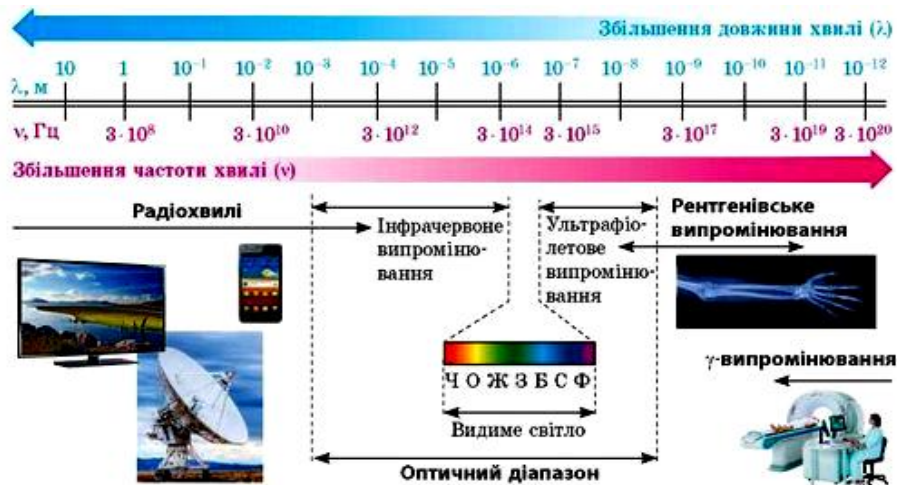 Збільшення довжини хвилі (λ)
10 1 10⁻¹ 10⁻² 10⁻³ 10⁻⁴ 10⁻⁵ 10⁻⁶ 10⁻⁷ 10⁻⁸ 10⁻⁹ 10⁻¹⁰ 10⁻¹¹ 10⁻¹²
λ, м
ν, Гц 3 · 10⁸ 3 · 10¹⁰ 3 · 10¹² 3 · 10¹⁴ 3 · 10¹⁵ 3 · 10¹⁷ 3 · 10¹⁹ 3 · 10²⁰
Збільшення частоти хвилі (ν)
Радіохвилі
Інфрачервоне
випроміню-
вання
Ультрафіо-
летове
випроміню-
вання
Рентгенівське
випромінювання
Ч О Ж З Б С Ф
Видиме світло
γ-випромінювання
Оптичний діапазон